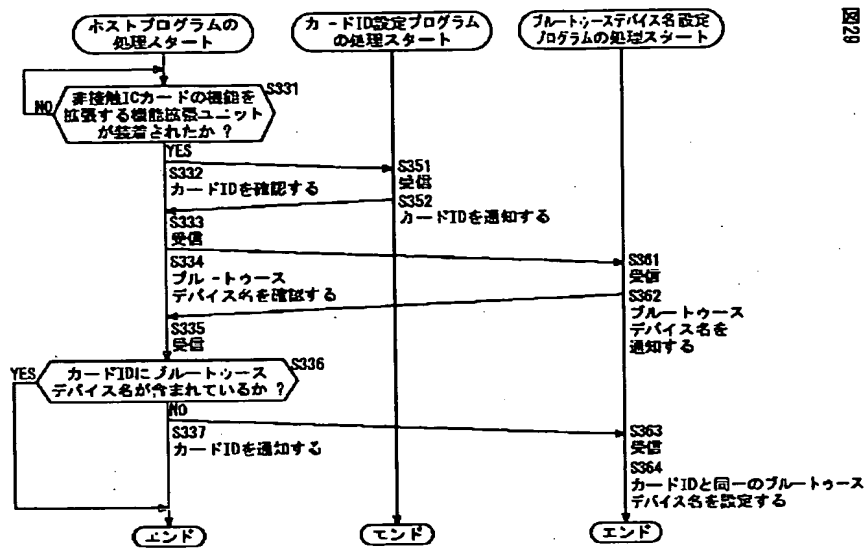 図29
ホストプログラムの
処理スタート
カードID設定プログラム
の処理スタート
ブルートゥースデバイス名設定
プログラムの処理スタート
S331
非接触ICカードの機能を
拡張する機能拡張ユニット
が装着されたか ?
NO
YES
S332
カードIDを確認する
S351
受信
S352
カードIDを通知する
S333
受信
S334
ブルートゥース
デバイス名を確認する
S361
受信
S362
ブルートゥース
デバイス名を
通知する
S335
受信
S336
カードIDにブルートゥース
デバイス名が含まれているか ?
YES
NO
S337
カードIDを通知する
S363
受信
S364
カードIDと同一のブルートゥース
デバイス名を設定する
エンド
エンド
エンド